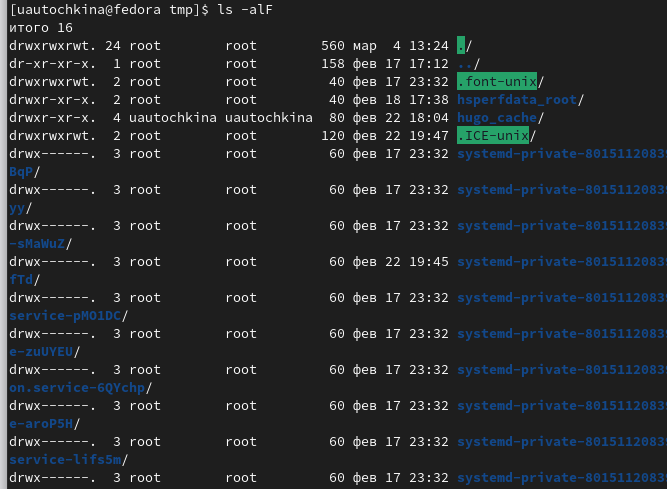 [uautochkina@fedora tmp]$ ls -alF
итого 16
drwxrwxrwt. 24 root        root        560 мар  4 13:24 ./
dr-xr-xr-x.  1 root        root        158 фев 17 17:12 ../
drwxrwxrwt.  2 root        root         40 фев 17 23:32 .font-unix/
drwxr-xr-x.  2 root        root         40 фев 18 17:38 hsperfdata_root/
drwxr-xr-x.  4 uautochkina uautochkina  80 фев 22 18:04 hugo_cache/
drwxrwxrwt.  2 root        root        120 фев 22 19:47 .ICE-unix/
drwx------.  3 root        root         60 фев 17 23:32 systemd-private-8015112083
BqP/
drwx------.  3 root        root         60 фев 17 23:32 systemd-private-8015112083
yy/
drwx------.  3 root        root         60 фев 17 23:32 systemd-private-8015112083
-sMaWuZ/
drwx------.  3 root        root         60 фев 22 19:45 systemd-private-8015112083
fTd/
drwx------.  3 root        root         60 фев 17 23:32 systemd-private-8015112083
service-pMO1DC/
drwx------.  3 root        root         60 фев 17 23:32 systemd-private-8015112083
e-zuUYEU/
drwx------.  3 root        root         60 фев 17 23:32 systemd-private-8015112083
on.service-6QYchp/
drwx------.  3 root        root         60 фев 17 23:32 systemd-private-8015112083
e-aroP5H/
drwx------.  3 root        root         60 фев 17 23:32 systemd-private-8015112083
service-lifs5m/
drwx------.  3 root        root         60 фев 17 23:32 systemd-private-8015112083